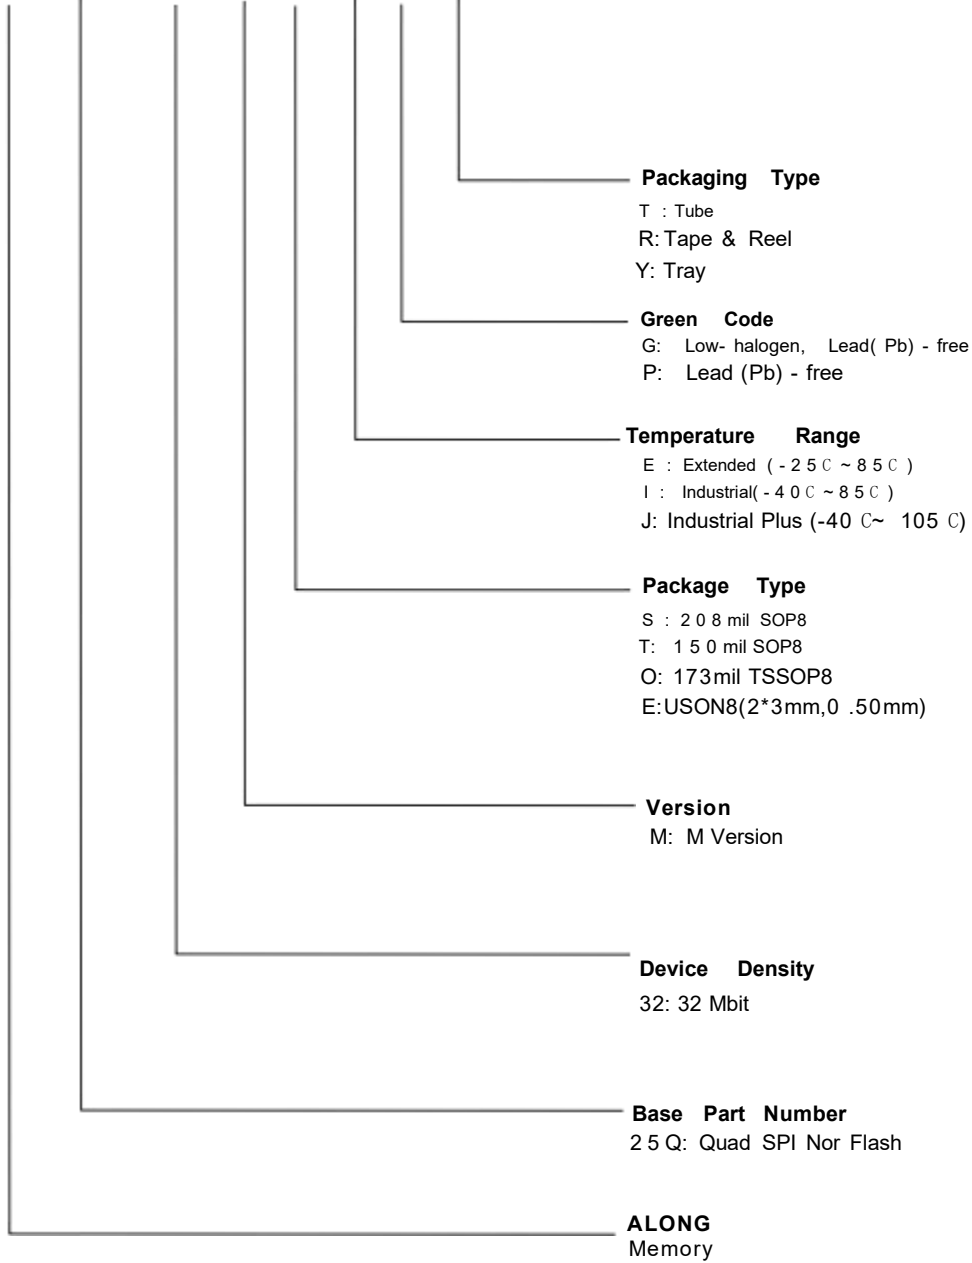 Packaging Type
T : Tube
R: Tape & Reel
Y: Tray
Green Code
G: Low- halogen, Lead( Pb) - free
P: Lead (Pb) - free
Temperature Range
E : Extended ( - 2 5 C ~ 8 5 C )
I : Industrial( - 4 0 C ~ 8 5 C )
J: Industrial Plus (-40 C~ 105 C)
Package Type
S : 2 0 8 mil SOP8
T: 1 5 0 mil SOP8
O: 173mil TSSOP8
E:USON8(2*3mm,0 .50mm)
Version
M: M Version
Device Density
32: 32 Mbit
Base Part Number
2 5 Q: Quad SPI Nor Flash
ALONG
Memory